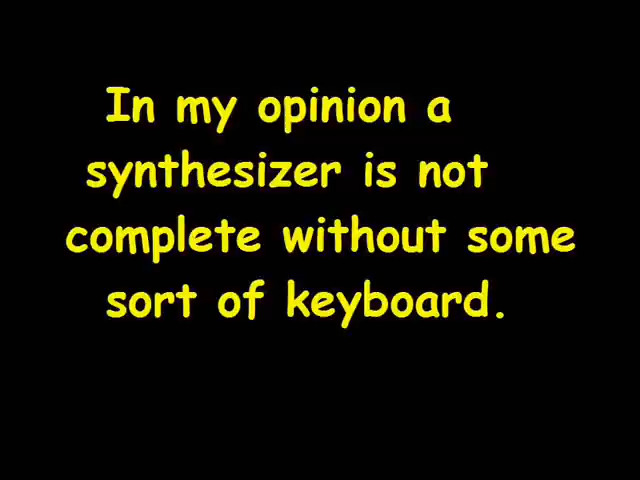 In my opinion a
synthesizer is not
complete without some
sort of keyboard.